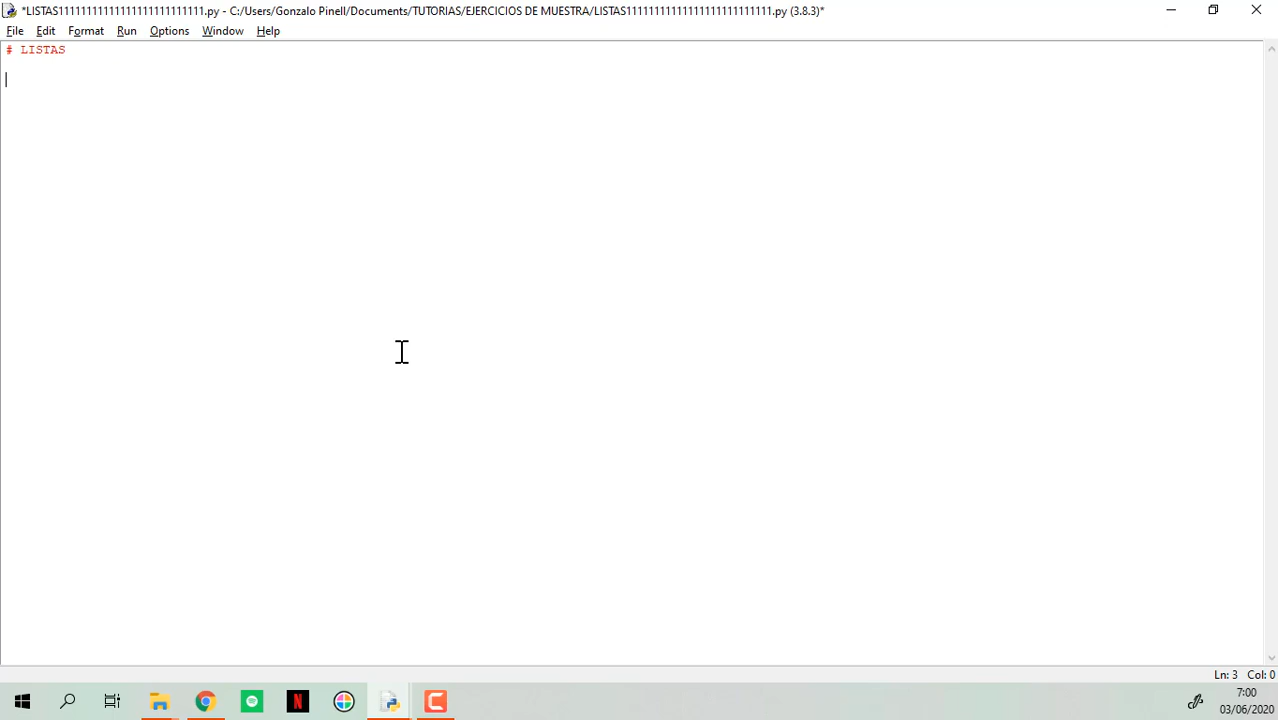 *LISTAS1111111111111111111111111.py - C:/Users/Gonzalo Pinell/Documents/TUTORIAS/EJERCICIOS DE MUESTRA/LISTAS1111111111111111111111111.py (3.8.3)*
File Edit Format Run Options Window Help
# LISTAS
Ln: 3 Col: 0
7:00
03/06/2020